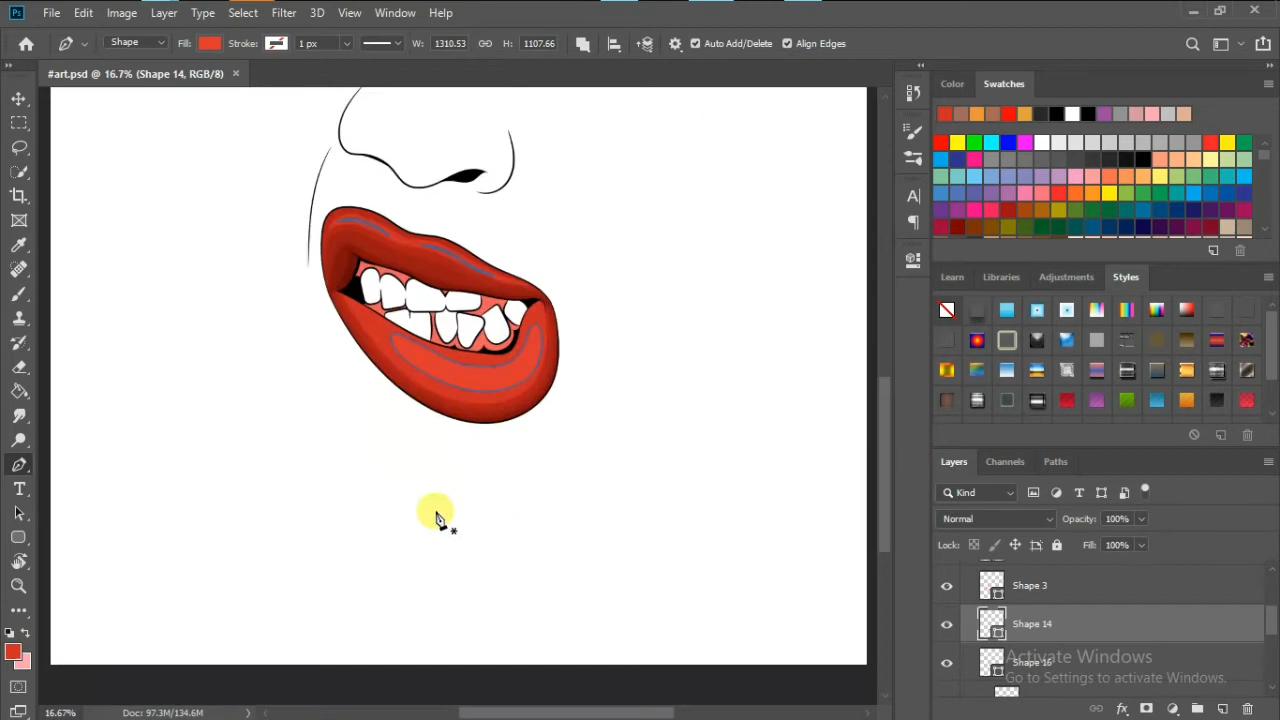 Ps File Edit Image Layer Type Select Filter 3D View Window Help
Shape Fill: Stroke: 1 px W: 1310.53 H: 1107.66 Auto Add/Delete Align Edges
#art.psd @ 16.7% (Shape 14, RGB/8)
Color Swatches
Learn Libraries Adjustments Styles
Layers Channels Paths
Kind
Normal Opacity: 100%
Lock: Fill: 100%
Shape 3
Shape 14
Shape 16
Activate Windows
Go to Settings to activate Windows.
16.67% Doc: 97.3M/134.6M